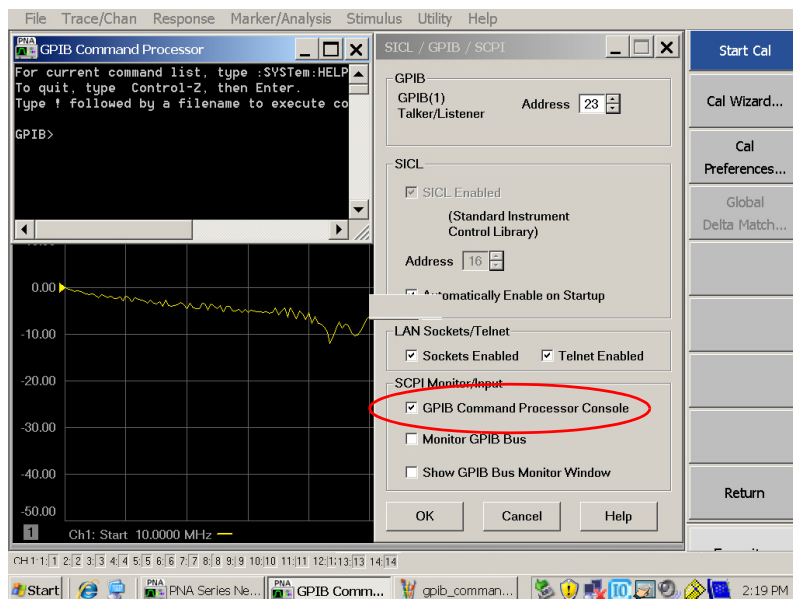 File Trace/Chan Response Marker/Analysis Stimulus Utility Help
PNA
GPIB Command Processor
For current command list, type :SYSTem:HELP
To quit, type Control-Z, then Enter.
Type ! followed by a filename to execute co
GPIB>
SICL / GPIB / SCPI
GPIB
GPIB(1)
Talker/Listener
Address 23
SICL
SICL Enabled
(Standard Instrument
Control Library)
Address 16
Automatically Enable on Startup
LAN Sockets/Telnet
Sockets Enabled Telnet Enabled
SCPI Monitor/Input
GPIB Command Processor Console
Monitor GPIB Bus
Show GPIB Bus Monitor Window
OK Cancel Help
Start Cal
Cal Wizard...
Cal
Preferences...
Global
Delta Match...
Return
0.00
-10.00
-20.00
-30.00
-40.00
-50.00
1 Ch1: Start 10.0000 MHz
CH 1: 1: 1 2: 2 3: 3 4: 4 5: 5 6: 6 7: 7 8: 8 9: 9 10:10 11:11 12:12 13:13 14:14
Start PNA PNA Series Ne... PNA GPIB Comm... gpib_comman... IO 2:19 PM